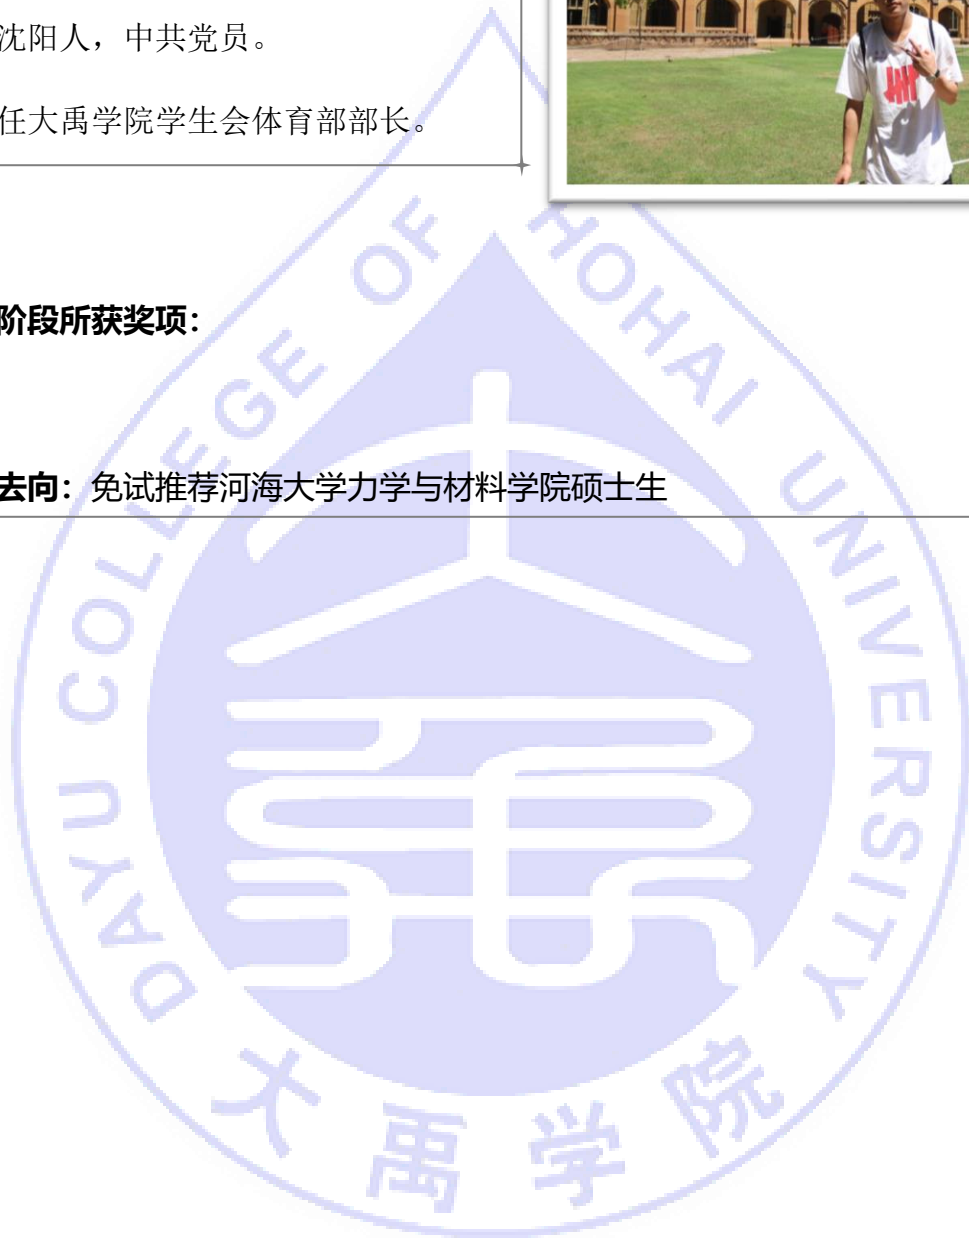 沈阳人，中共党员。
任大禹学院学生会体育部部长。
阶段所获奖项：
去向：免试推荐河海大学力学与材料学院硕士生
DAYU COLLEGE OF HOHAI UNIVERSITY
大禹学院